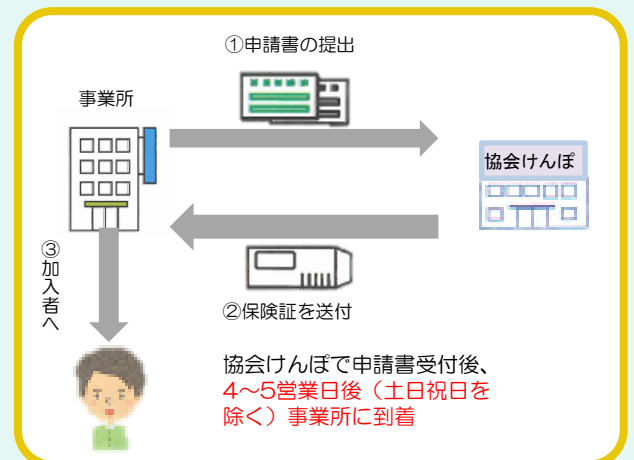 ①申請書の提出
事業所
協会けんぽ
②保険証を送付
③加入者へ
協会けんぽで申請書受付後、
4～5営業日後（土日祝日を
除く）事業所に到着